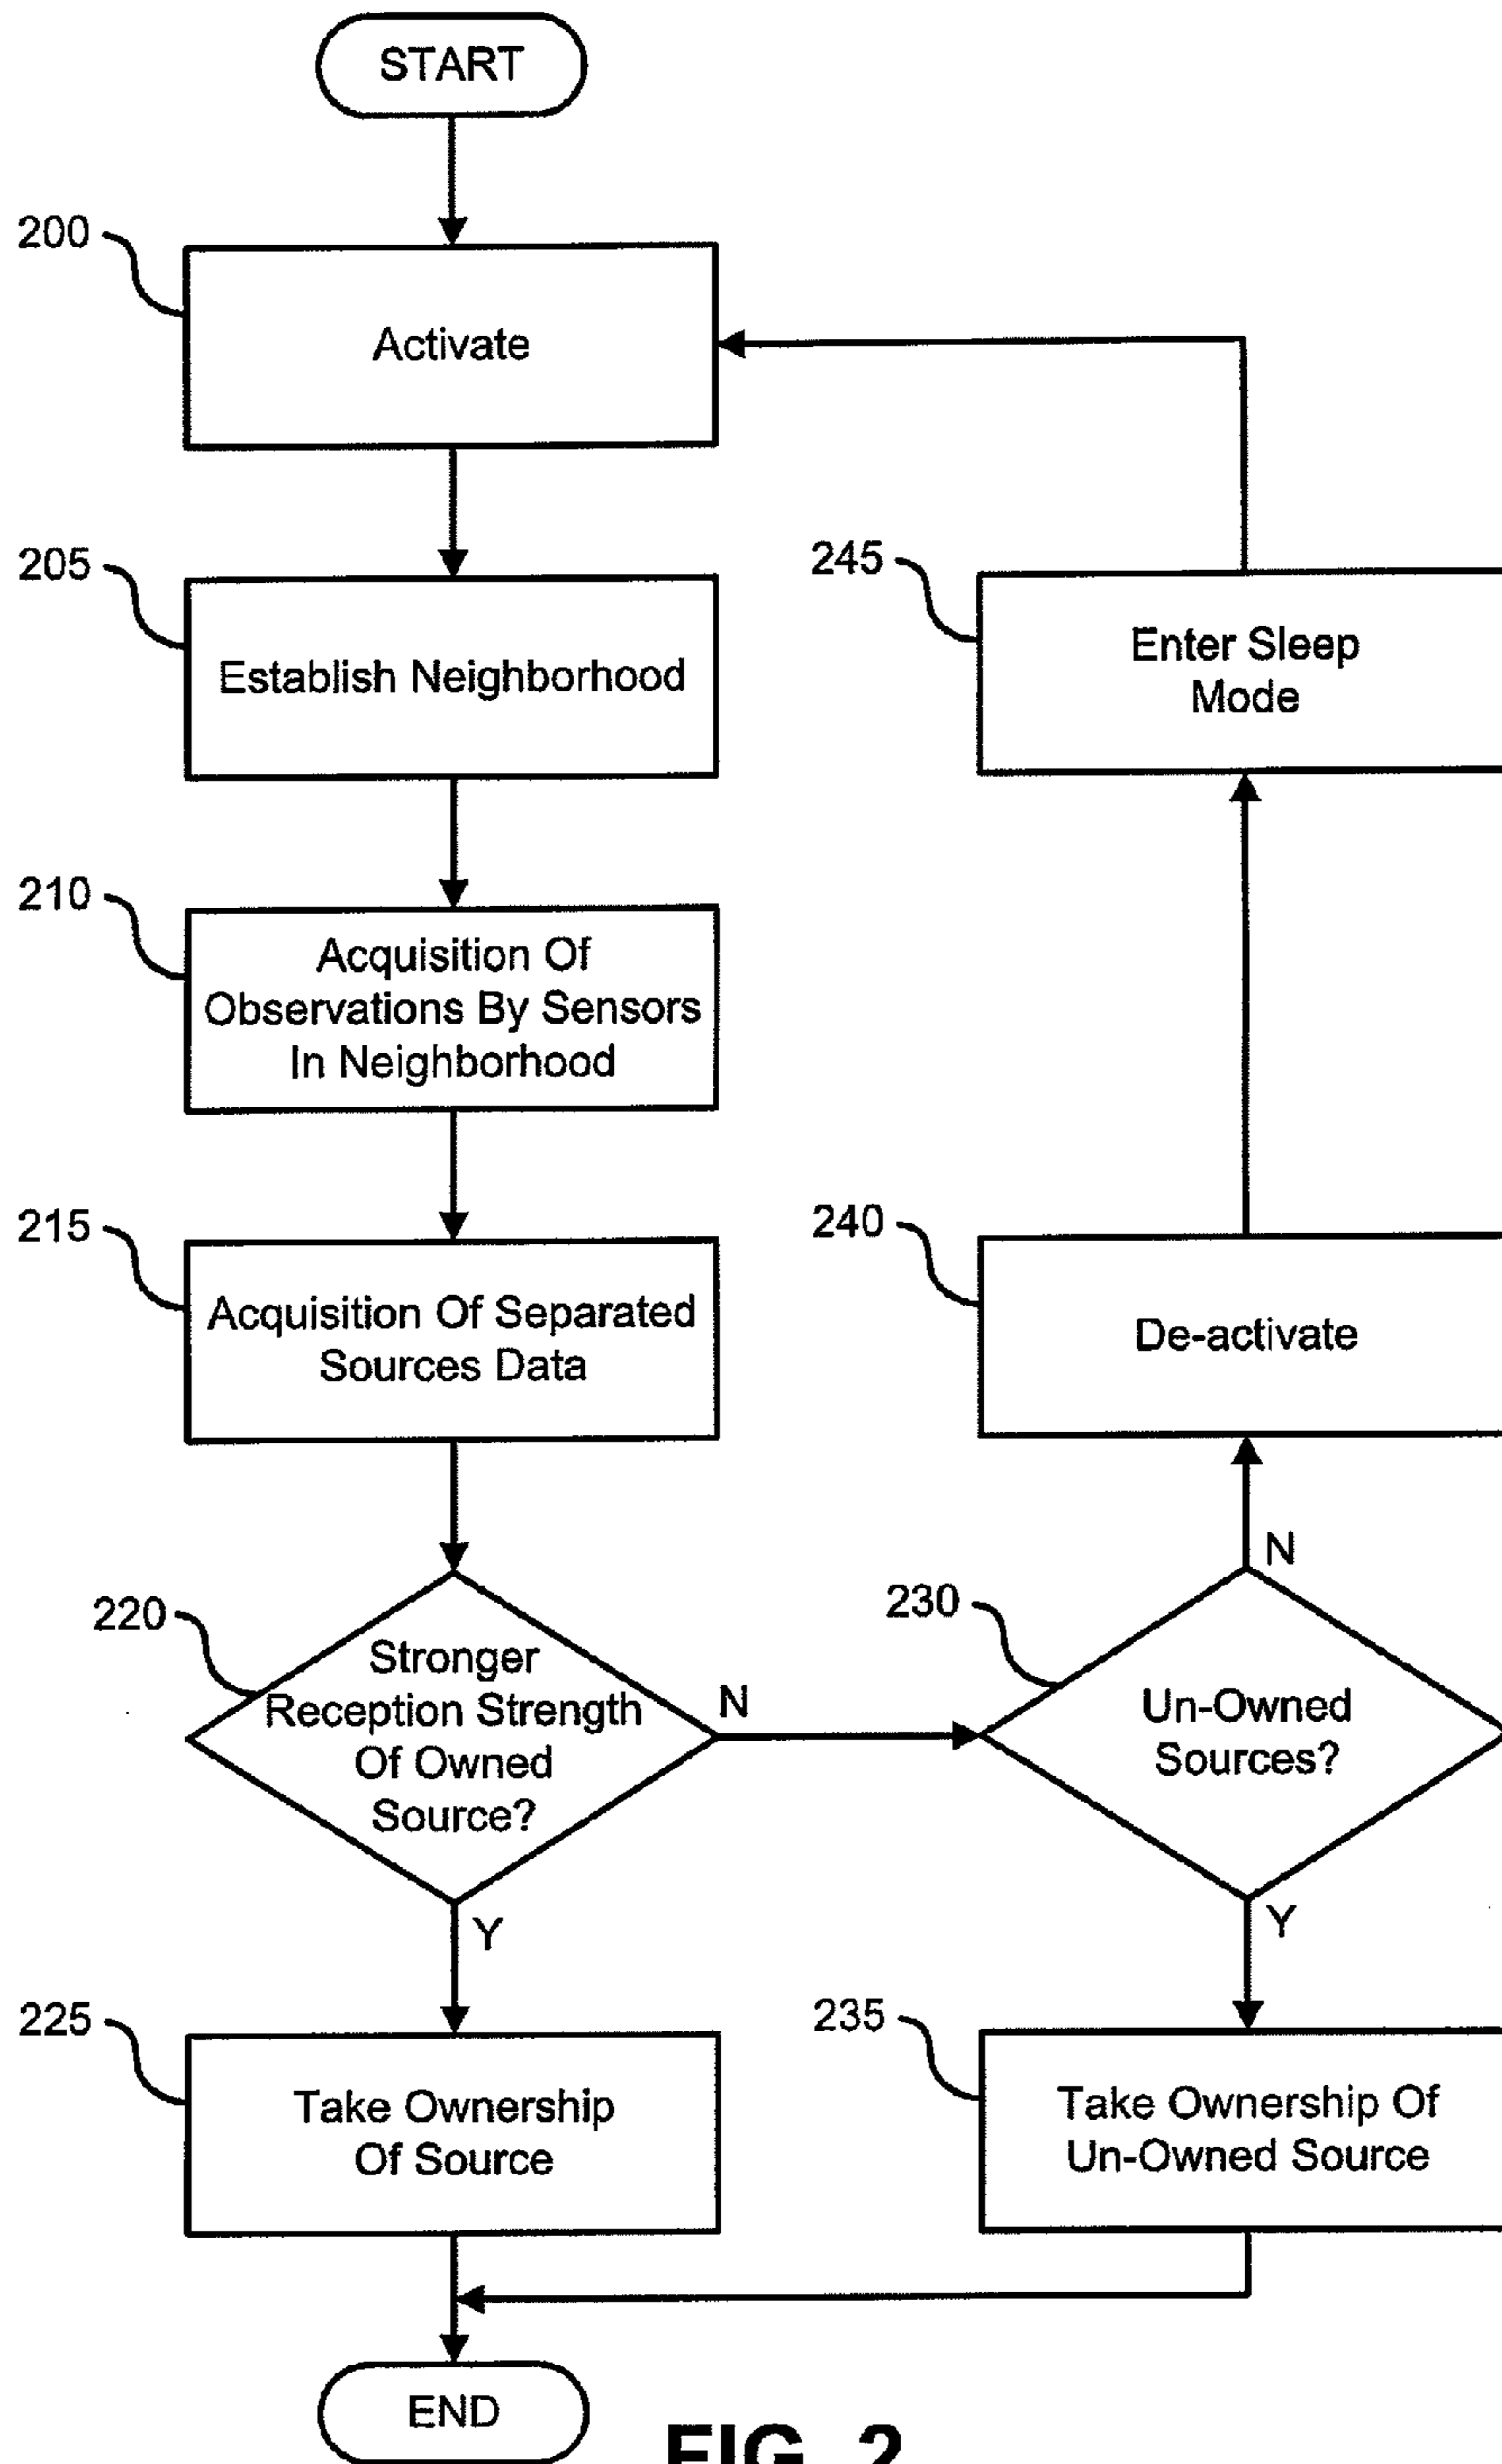 START
200
Activate
205
Establish Neighborhood
245
Enter Sleep
Mode
210
Acquisition Of
Observations By Sensors
In Neighborhood
215
Acquisition Of Separated
Sources Data
240
De-activate
220
Stronger
Reception Strength
Of Owned
Source?
N
Y
230
Un-Owned
Sources?
N
Y
225
Take Ownership
Of Source
235
Take Ownership Of
Un-Owned Source
END
FIG. 2